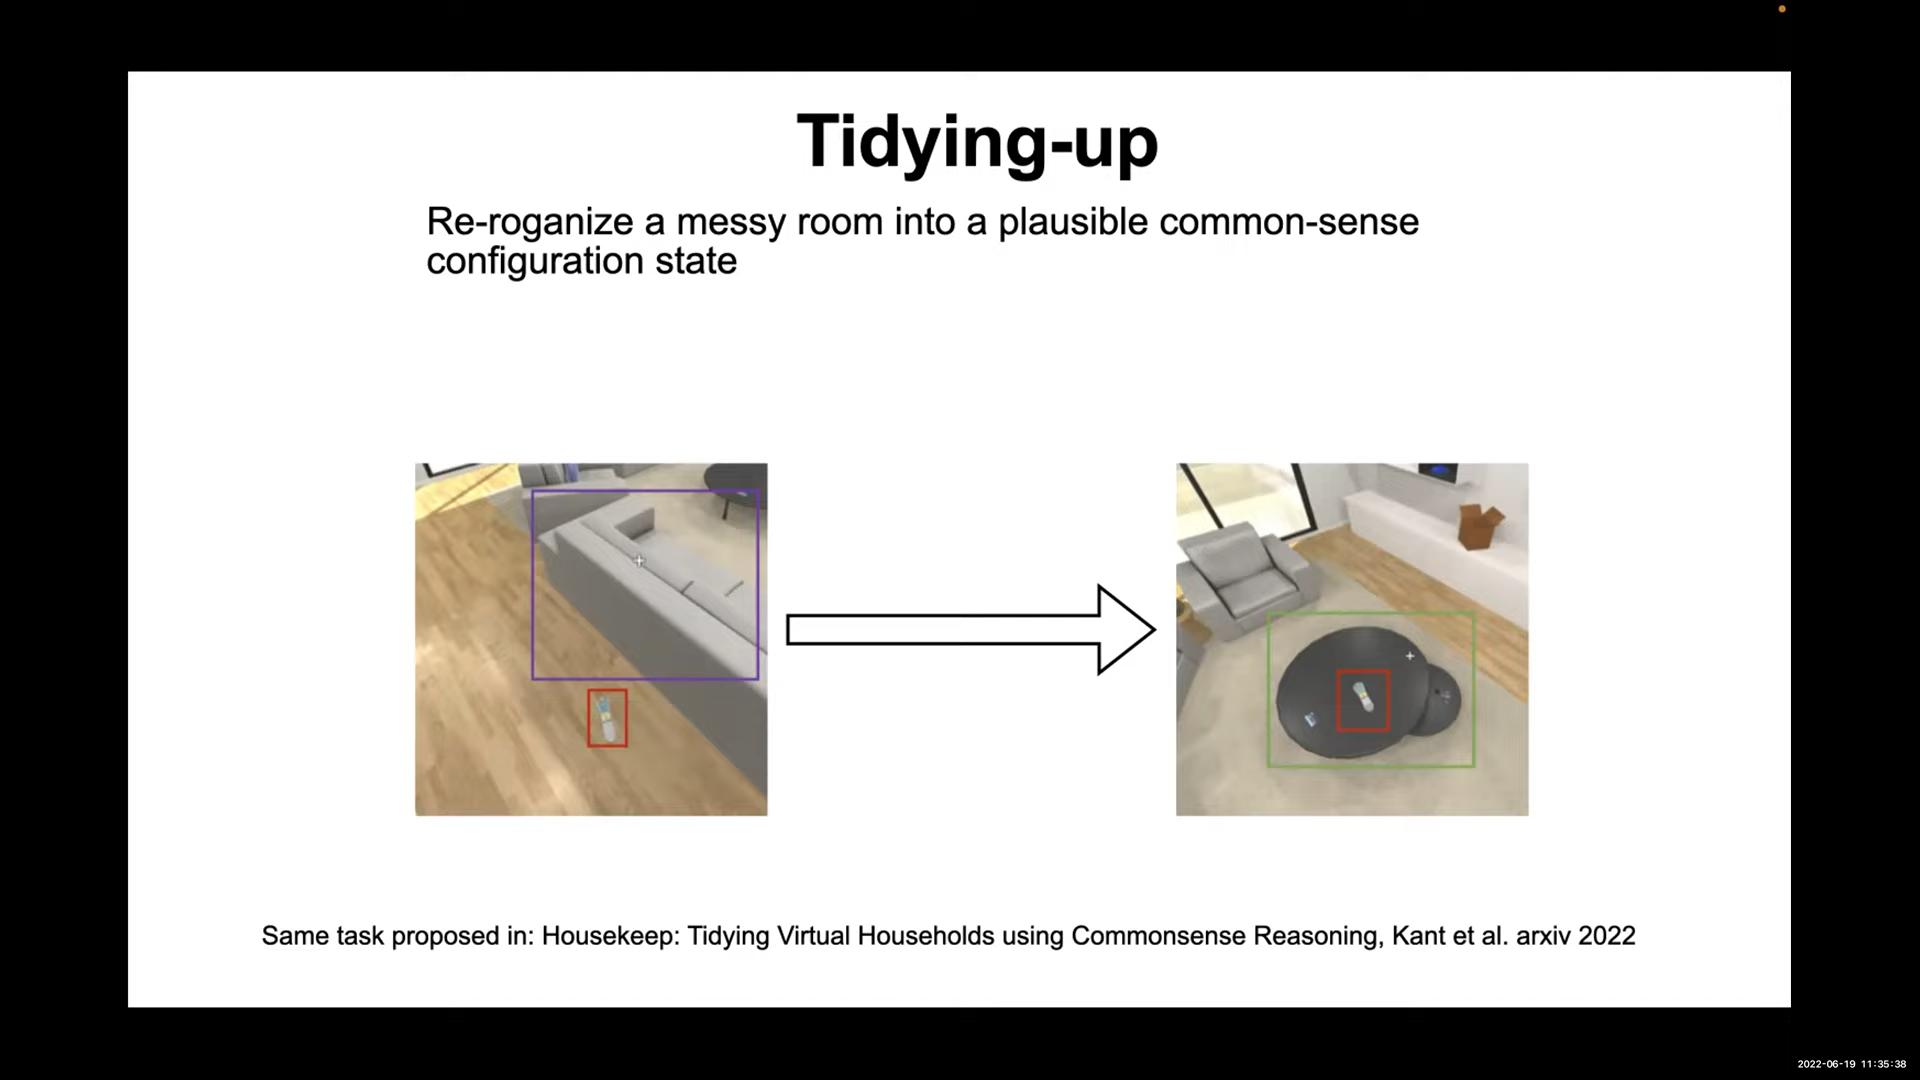 Tidying-up
Re-roganize a messy room into a plausible common-sense
configuration state
Same task proposed in: Housekeep: Tidying Virtual Households using Commonsense Reasoning, Kant et al. arxiv 2022
2022-06-19 11:35:38